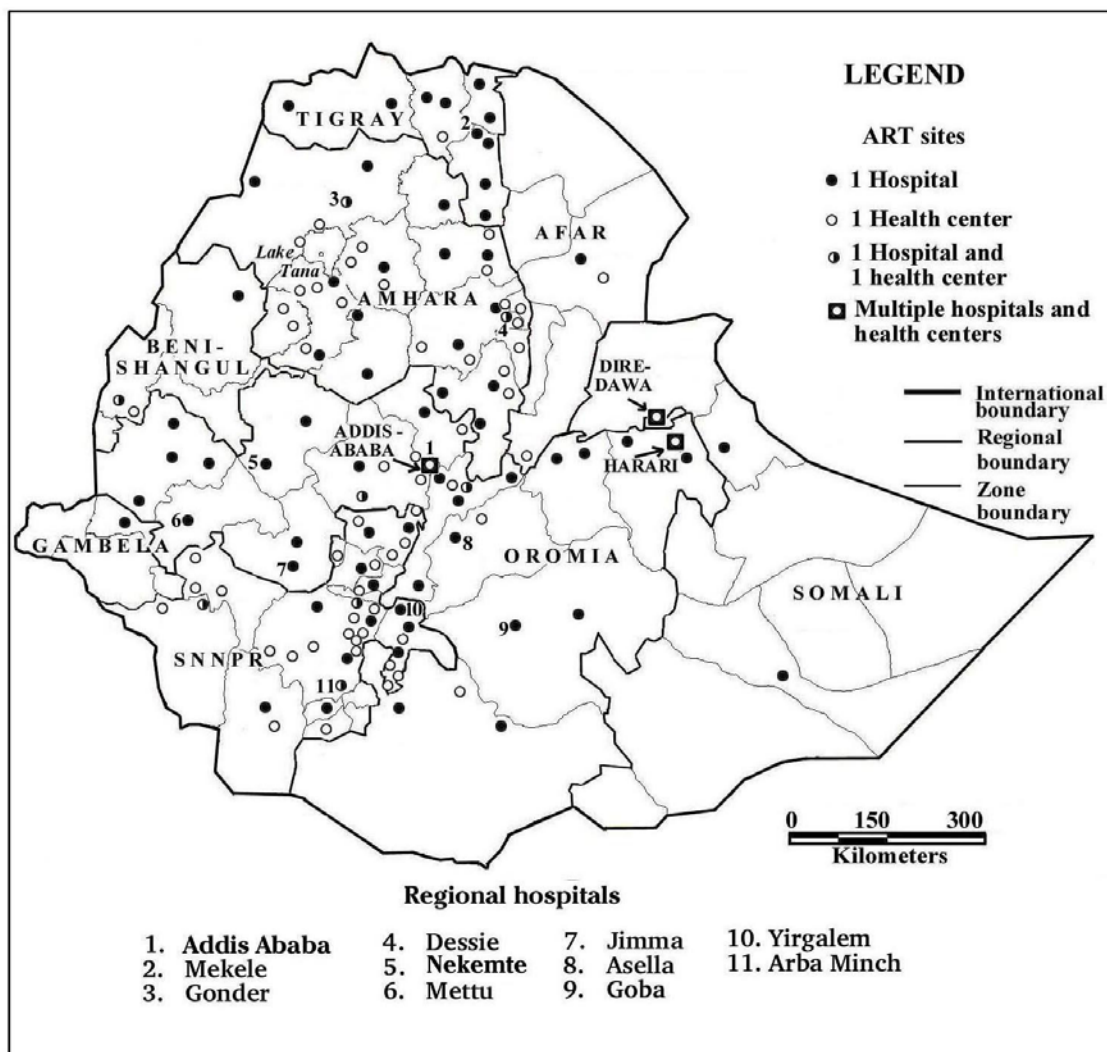 LEGEND
ART sites
1 Hospital
1 Health center
1 Hospital and
1 health center
Multiple hospitals and
health centers
International
boundary
Regional
boundary
Zone
boundary
TIGRAY
2
3
AFAR
Lake
Tana
AMHARA
4
BENI-
SHANGUL
DIRE-
DAWA
ADDIS-
ABABA
1
HARARI
5
6
GAMBELA
8
OROMIA
7
SOMALI
10
9
SNNPR
11
0 150 300
Kilometers
Regional hospitals
1. Addis Ababa
2. Mekele
3. Gonder
4. Dessie
5. Nekemte
6. Mettu
7. Jimma
8. Asella
9. Goba
10. Yirgalem
11. Arba Minch